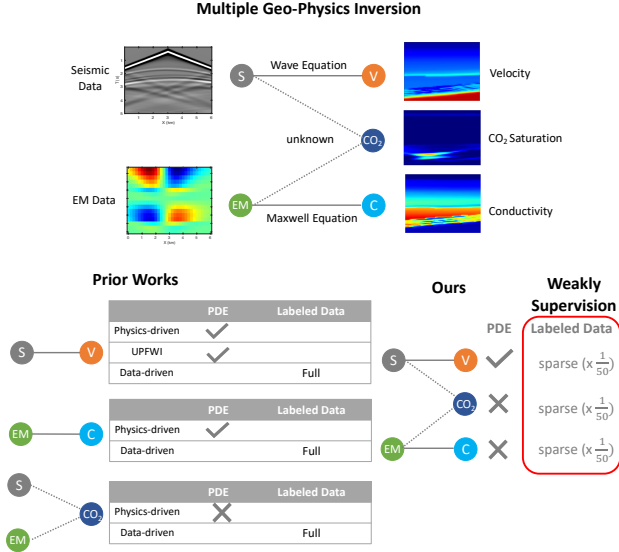 Multiple Geo-Physics Inversion
Seismic
Data
S
Wave Equation
V
Velocity
X (km)
unknown
CO₂
CO₂ Saturation
EM Data
EM
Maxwell Equation
C
Conductivity
X (km)
Prior Works
Ours
Weakly
Supervision
PDE Labeled Data
Physics-driven
UPFWI
Data-driven Full
S V
PDE Labeled Data
S V sparse (x 1/50)
CO₂ sparse (x 1/50)
EM C sparse (x 1/50)
PDE Labeled Data
Physics-driven
Data-driven Full
EM C
S
CO₂
EM
PDE Labeled Data
Physics-driven
Data-driven Full